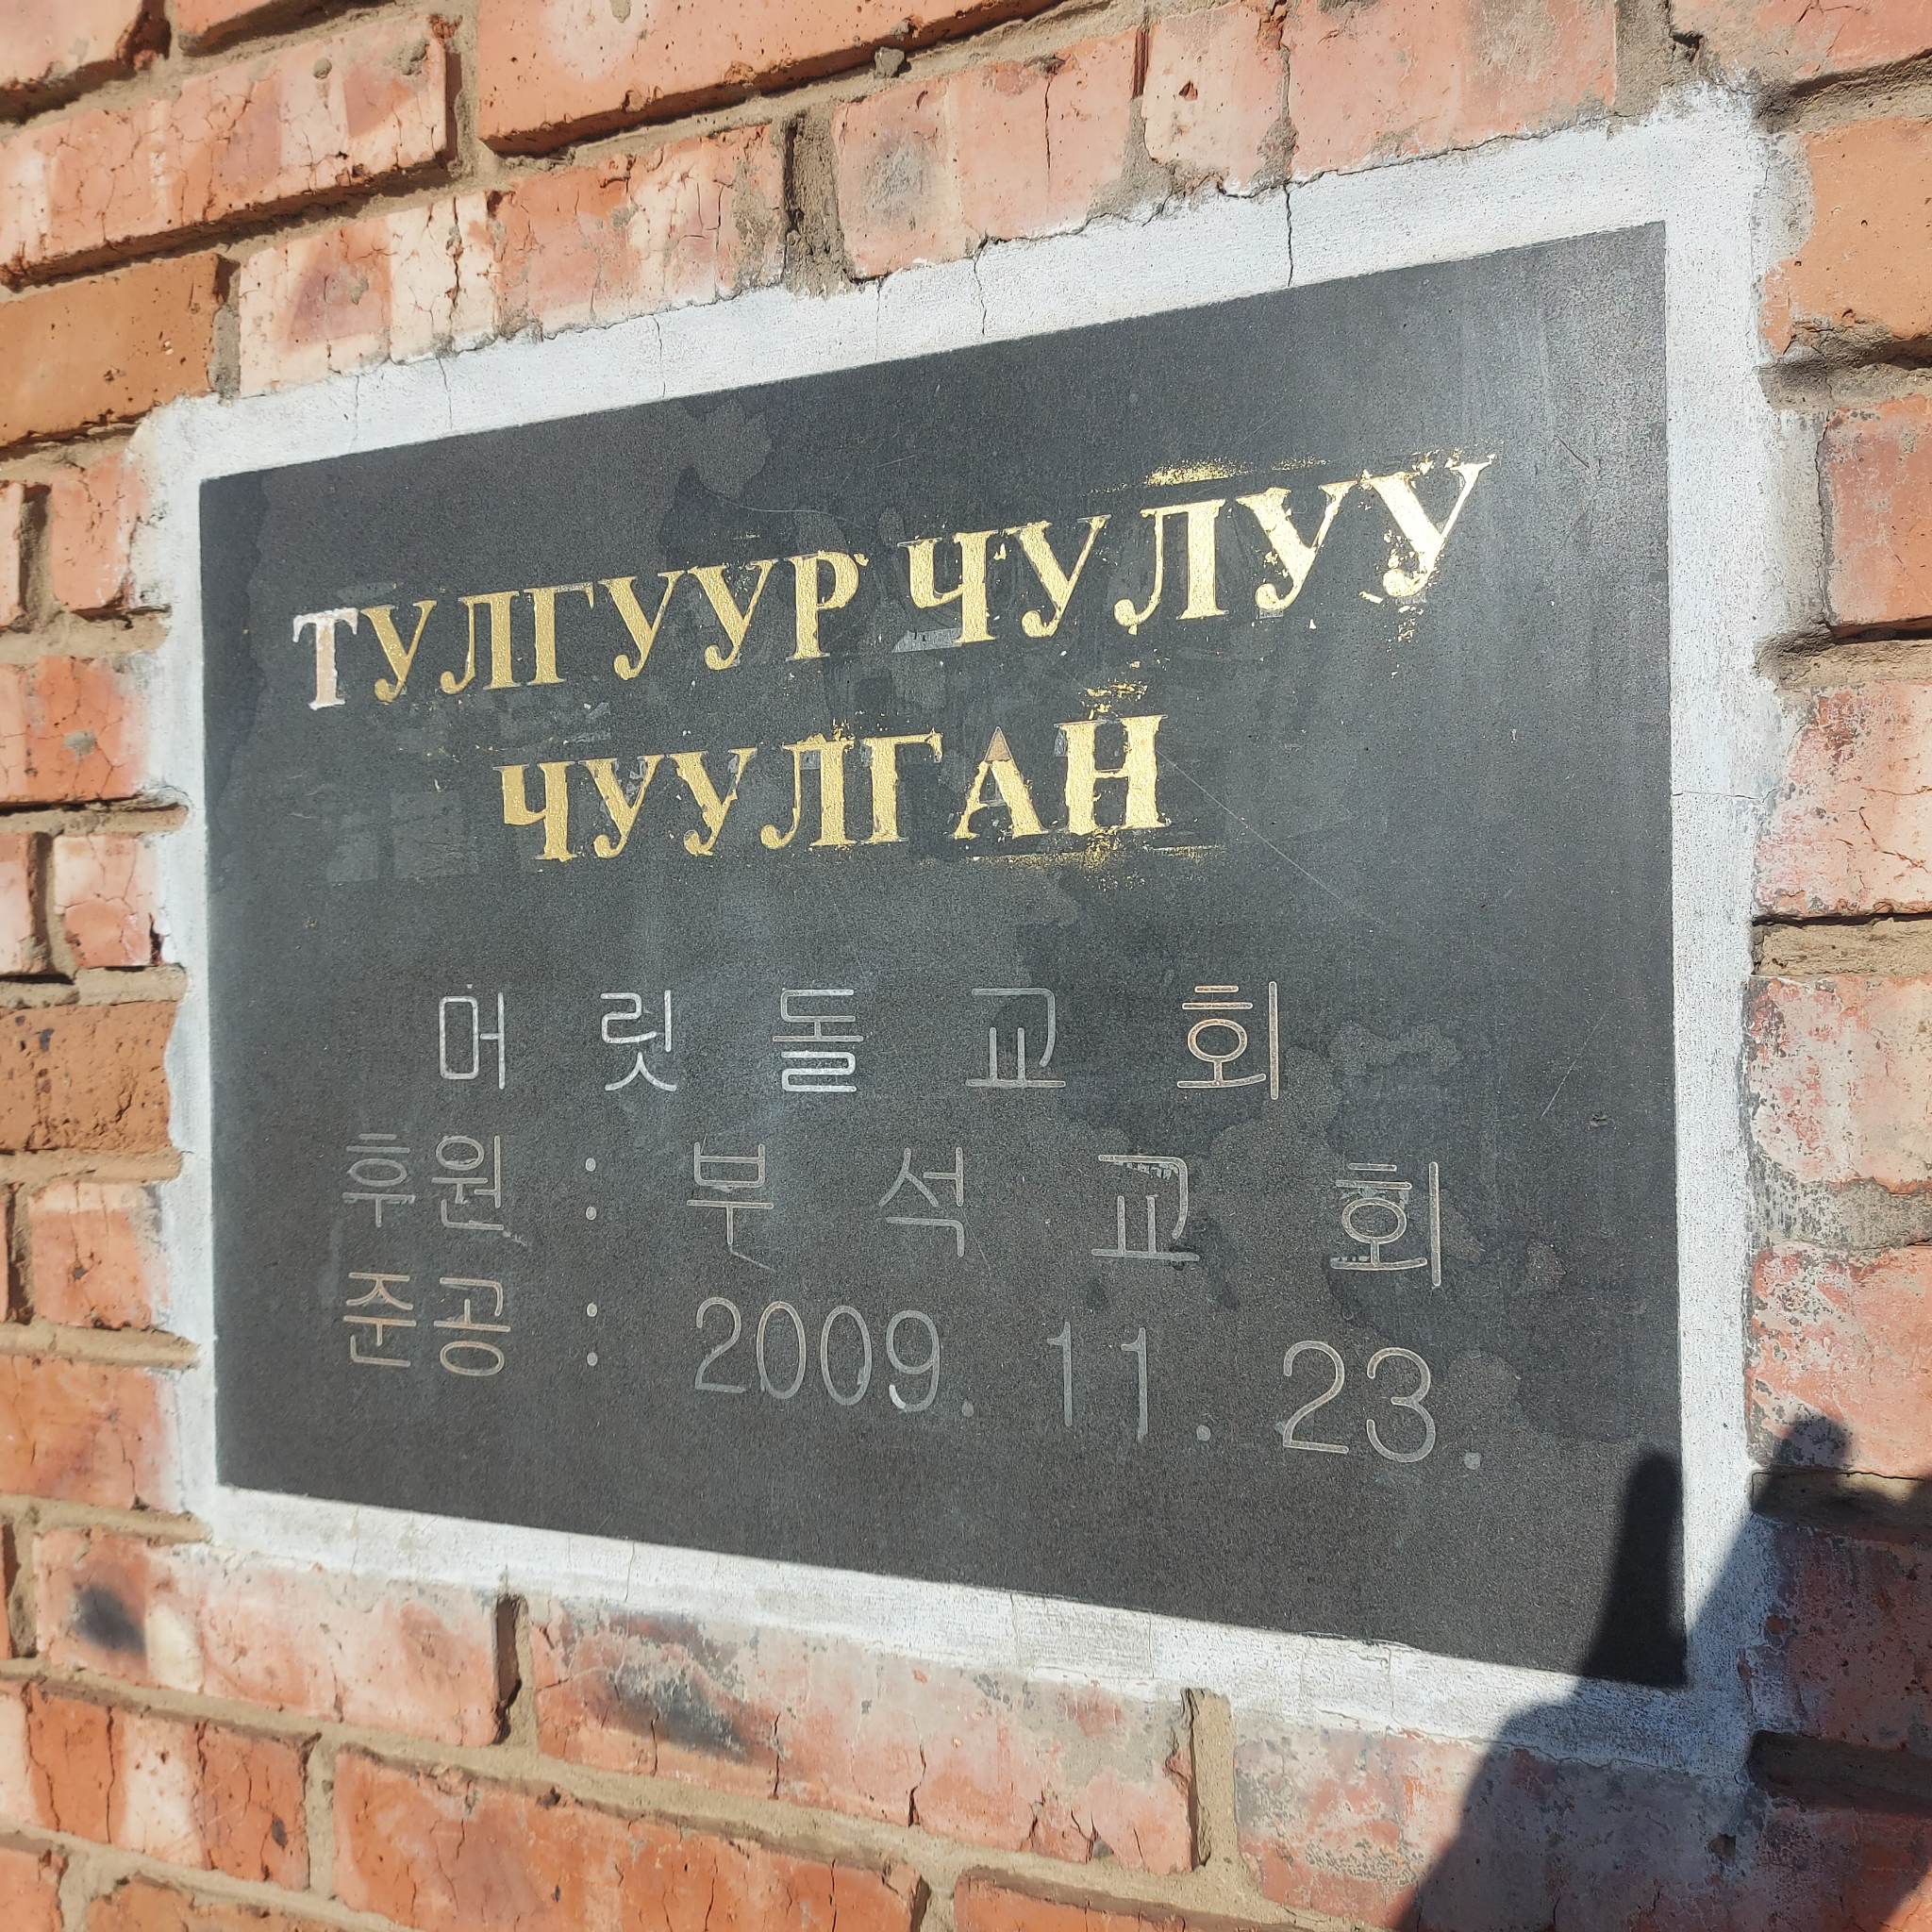 ТУЛГУУР ЧУЛУУ
ЧУУЛГАН
머릿돌교회
후원 : 부석교회
준공 : 2009. 11. 23.